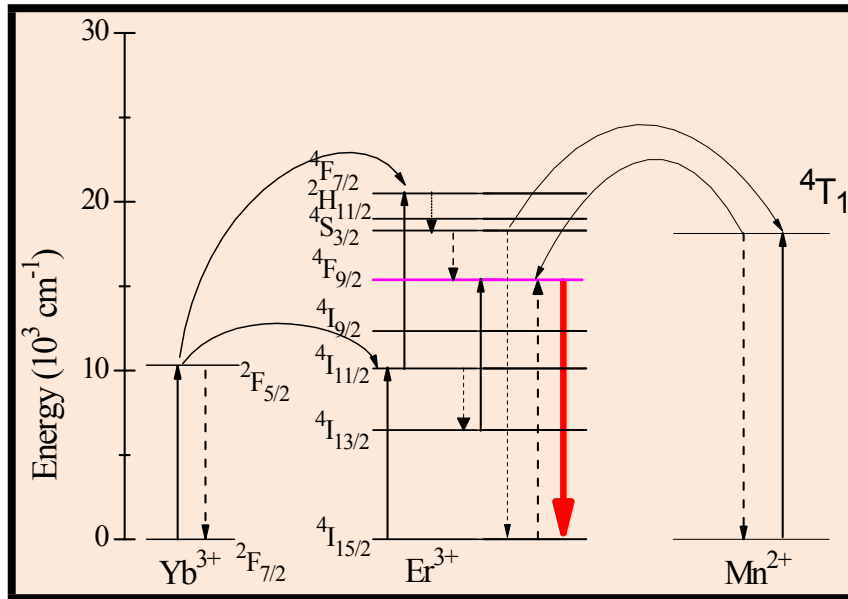 30
20
10
0
Energy (10³ cm⁻¹)
²F₅/₂
²F₇/₂
Yb³⁺
⁴F₇/₂
²H₁₁/₂
⁴S₃/₂
⁴F₉/₂
⁴I₉/₂
⁴I₁₁/₂
⁴I₁₃/₂
⁴I₁₅/₂
Er³⁺
⁴T₁
Mn²⁺